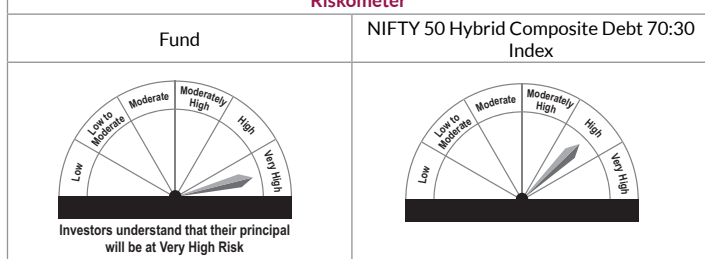 Riskometer
Fund
NIFTY 50 Hybrid Composite Debt 70:30
Index
Low
Low to
Moderate
Moderate
Moderately
High
High
Very High
Investors understand that their principal
will be at Very High Risk
Low
Low to
Moderate
Moderate
Moderately
High
High
Very High